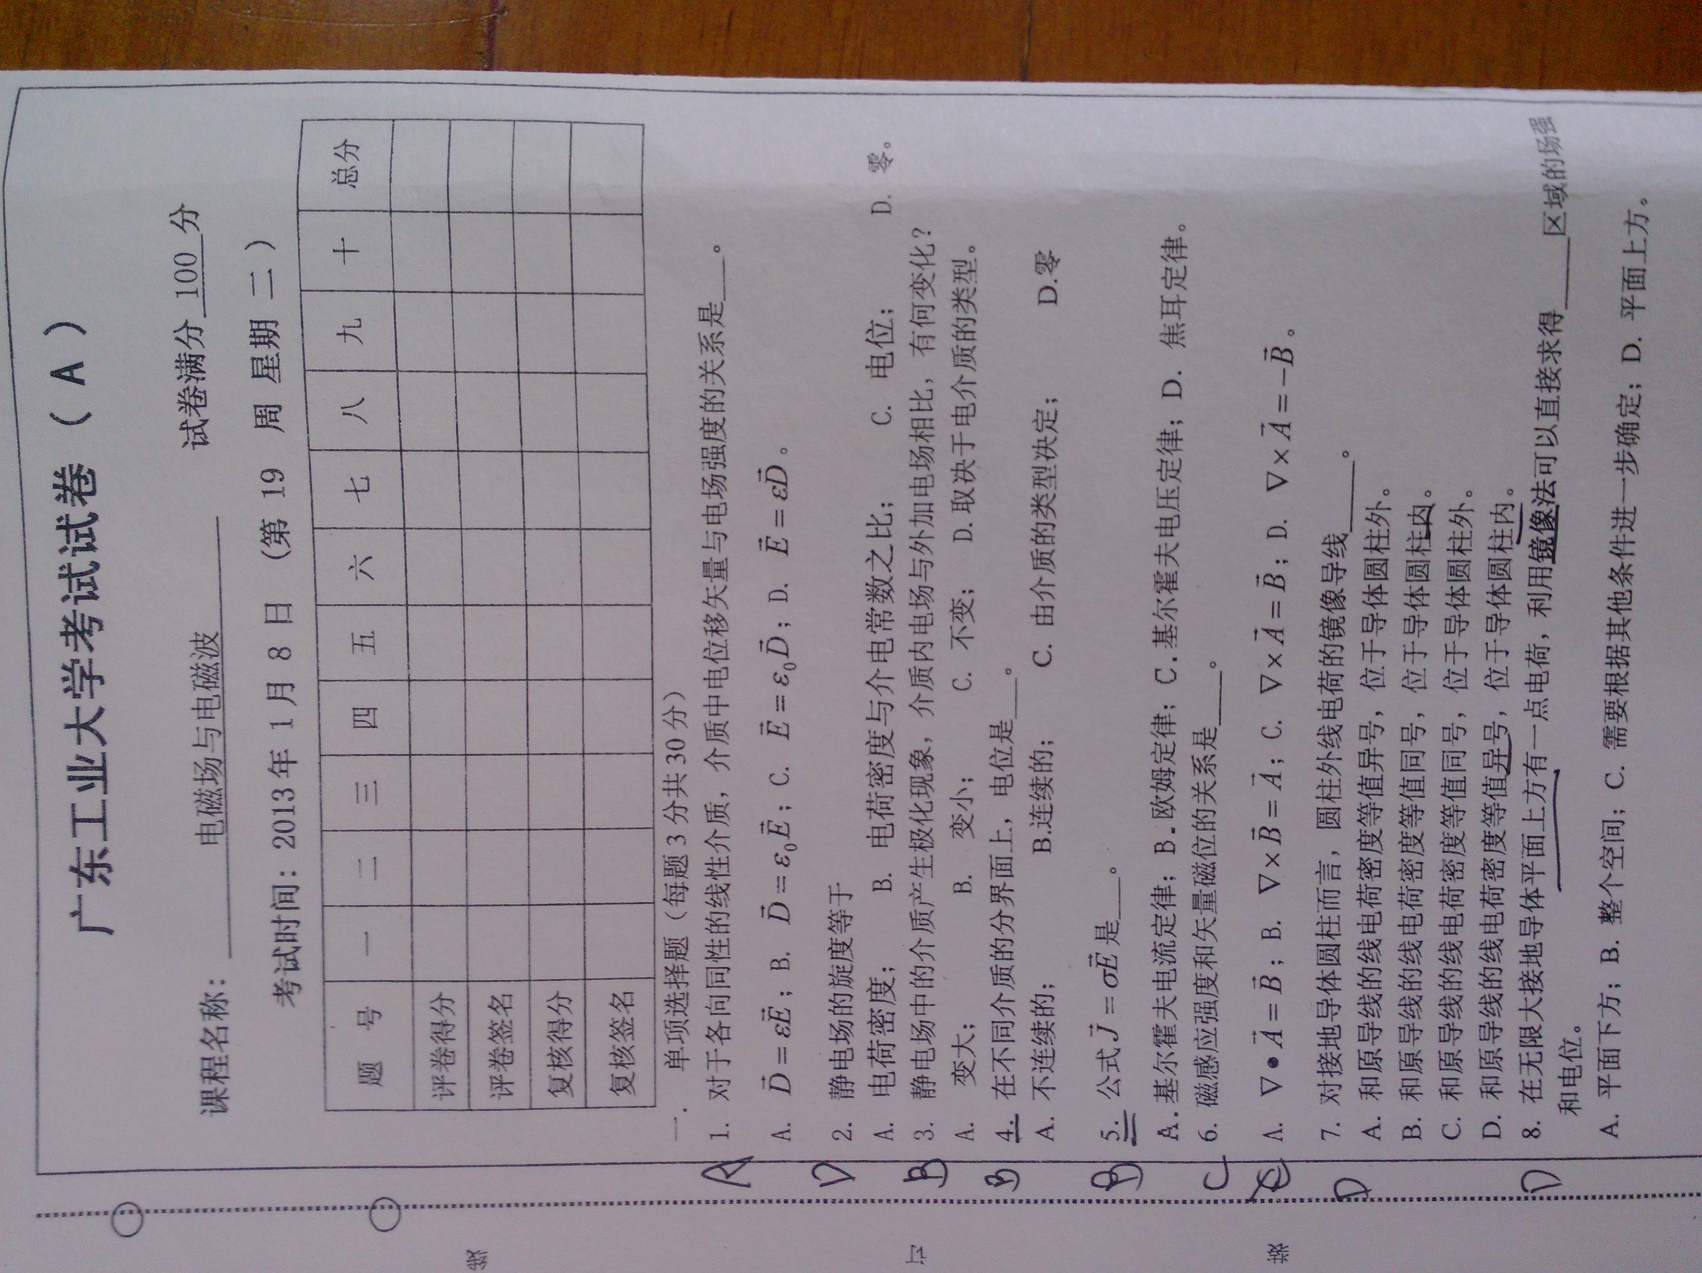 广东工业大学考试试卷 ( A )
课程名称: 电磁场与电磁波 试卷满分 100 分
考试时间: 2013 年 1 月 8 日 (第 19 周 星期 二 )
题 号 一 二 三 四 五 六 七 八 九 十 总分
评卷得分
评卷签名
复核得分
复核签名
一. 单项选择题（每题 3 分共 30 分）
A 1. 对于各向同性的线性介质，介质中电位移矢量与电场强度的关系是___。
A. $\vec{D}=\varepsilon\vec{E}$；B. $\vec{D}=\varepsilon_0\vec{E}$；C. $\vec{E}=\varepsilon_0\vec{D}$；D. $\vec{E}=\varepsilon\vec{D}$。
D 2. 静电场的旋度等于
A. 电荷密度； B. 电荷密度与介电常数之比； C. 电位； D. 零。
B 3. 静电场中的介质产生极化现象，介质内电场与外加电场相比，有何变化？
A. 变大； B. 变小； C. 不变； D. 取决于电介质的类型。
B 4. 在不同介质的分界面上，电位是___。
A. 不连续的； B.连续的； C. 由介质的类型决定； D.零
B 5. 公式 $\vec{J}=\sigma\vec{E}$ 是___。
A. 基尔霍夫电流定律；B. 欧姆定律；C. 基尔霍夫电压定律；D. 焦耳定律。
C 6. 磁感应强度和矢量磁位的关系是___。
C A. $\nabla\bullet\vec{A}=\vec{B}$；B. $\nabla\times\vec{B}=\vec{A}$；C. $\nabla\times\vec{A}=\vec{B}$；D. $\nabla\times\vec{A}=-\vec{B}$。
D 7. 对接地导体圆柱而言，圆柱外线电荷的镜像导线____。
A. 和原导线的线电荷密度等值异号，位于导体圆柱外。
B. 和原导线的线电荷密度等值同号，位于导体圆柱内。
C. 和原导线的线电荷密度等值同号，位于导体圆柱外。
D. 和原导线的线电荷密度等值异号，位于导体圆柱内。
D 8. 在无限大接地导体平面上方有一点电荷，利用镜像法可以直接求得____区域的场强
和电位。
A. 平面下方；B. 整个空间；C. 需要根据其他条件进一步确定；D. 平面上方。
线
订
装